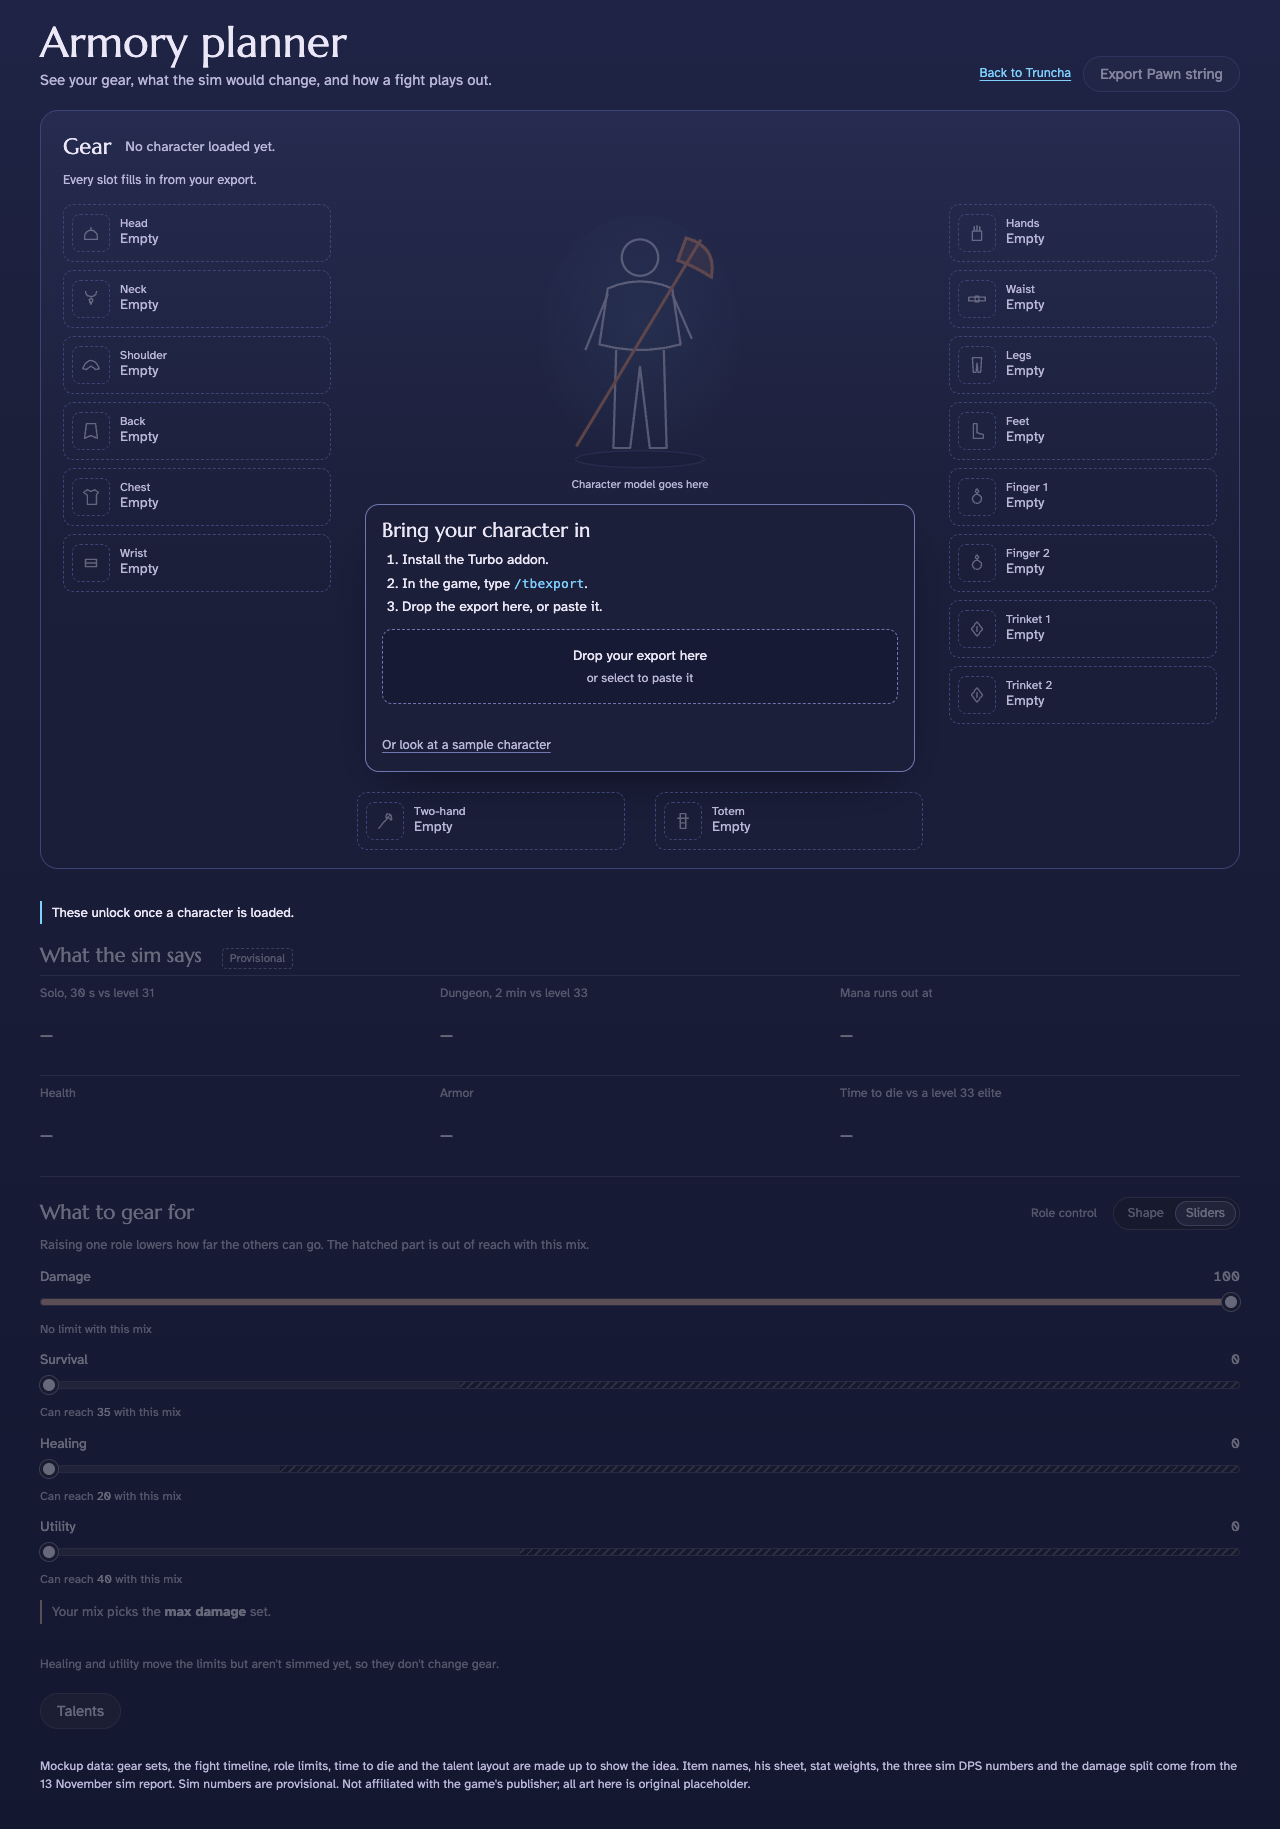 Armory planner
See your gear, what the sim would change, and how a fight plays out.
Back to Truncha
Export Pawn string
Gear
No character loaded yet.
Every slot fills in from your export.
Head
Empty
Neck
Empty
Shoulder
Empty
Back
Empty
Chest
Empty
Wrist
Empty
Character model goes here
Bring your character in
1. Install the Turbo addon.
2. In the game, type /tbexport.
3. Drop the export here, or paste it.
Drop your export here
or select to paste it
Or look at a sample character
Hands
Empty
Waist
Empty
Legs
Empty
Feet
Empty
Finger 1
Empty
Finger 2
Empty
Trinket 1
Empty
Trinket 2
Empty
Two-hand
Empty
Totem
Empty
These unlock once a character is loaded.
What the sim says
Provisional
Solo, 30 s vs level 31
—
Dungeon, 2 min vs level 33
—
Mana runs out at
—
Health
—
Armor
—
Time to die vs a level 33 elite
—
What to gear for
Role control
Shape
Sliders
Raising one role lowers how far the others can go. The hatched part is out of reach with this mix.
Damage
100
No limit with this mix
Survival
0
Can reach 35 with this mix
Healing
0
Can reach 20 with this mix
Utility
0
Can reach 40 with this mix
Your mix picks the max damage set.
Healing and utility move the limits but aren't simmed yet, so they don't change gear.
Talents
Mockup data: gear sets, the fight timeline, role limits, time to die and the talent layout are made up to show the idea. Item names, his sheet, stat weights, the three sim DPS numbers and the damage split come from the
13 November sim report. Sim numbers are provisional. Not affiliated with the game's publisher; all art here is original placeholder.